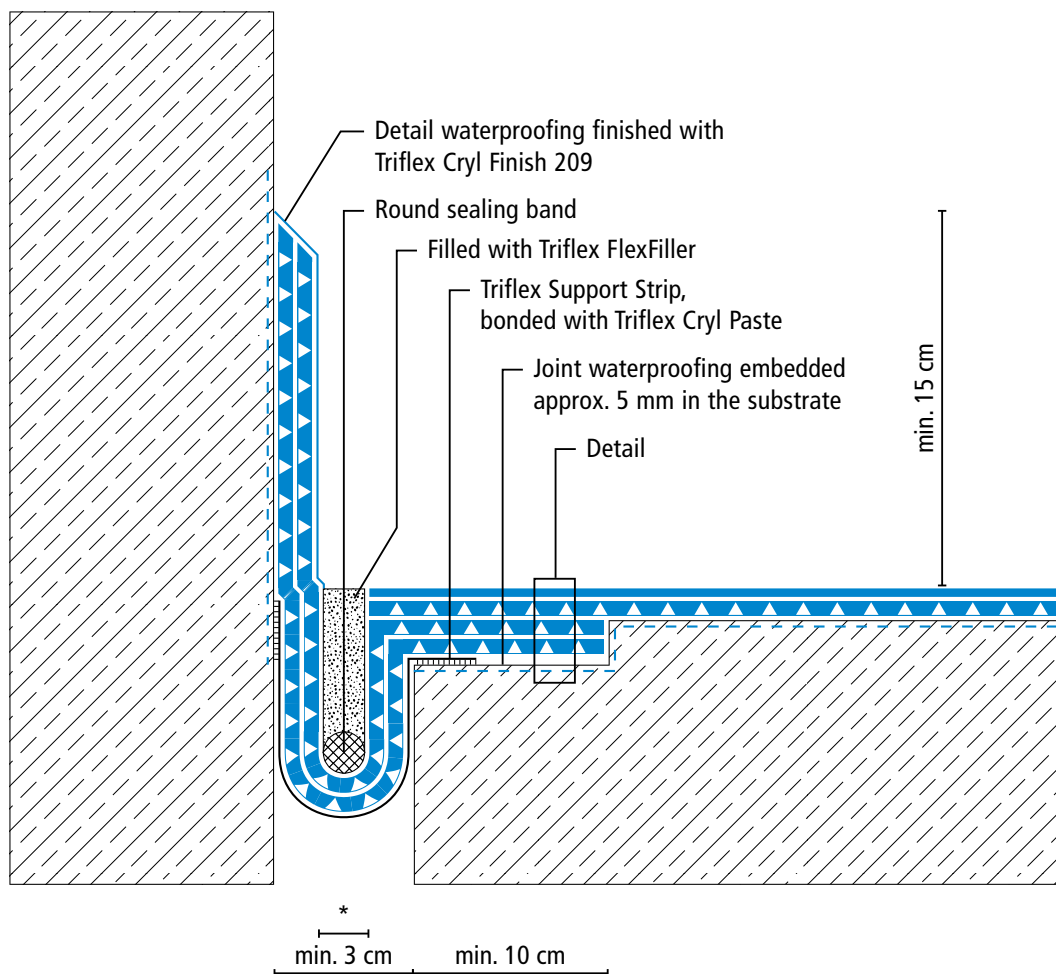 Detail waterproofing finished with
Triflex Cryl Finish 209
Round sealing band
Filled with Triflex FlexFiller
Triflex Support Strip,
bonded with Triflex Cryl Paste
Joint waterproofing embedded
approx. 5 mm in the substrate
Detail
min. 15 cm
*
min. 3 cm
min. 10 cm